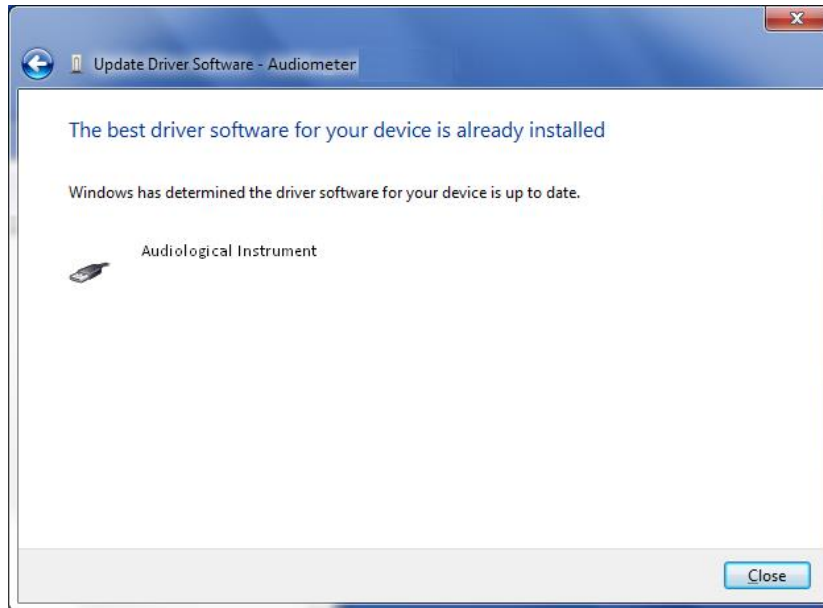 Update Driver Software - Audiometer
The best driver software for your device is already installed
Windows has determined the driver software for your device is up to date.
Audiological Instrument
Close